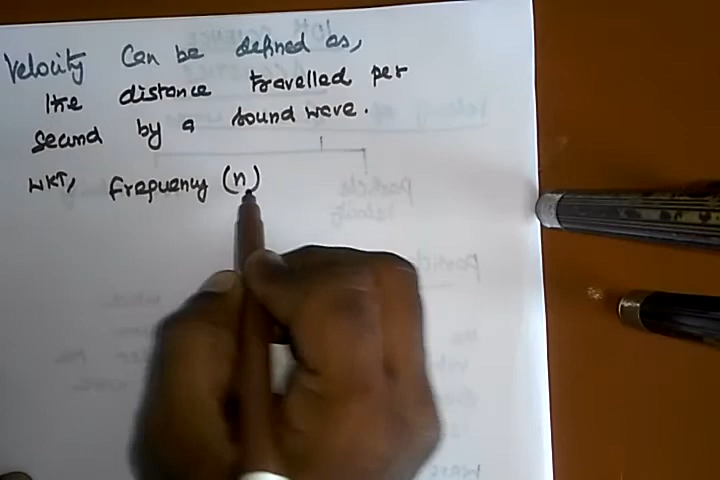 Velocity Can be defined as,
the distance travelled per
second by a sound wave.
WKT, Frequency (n)